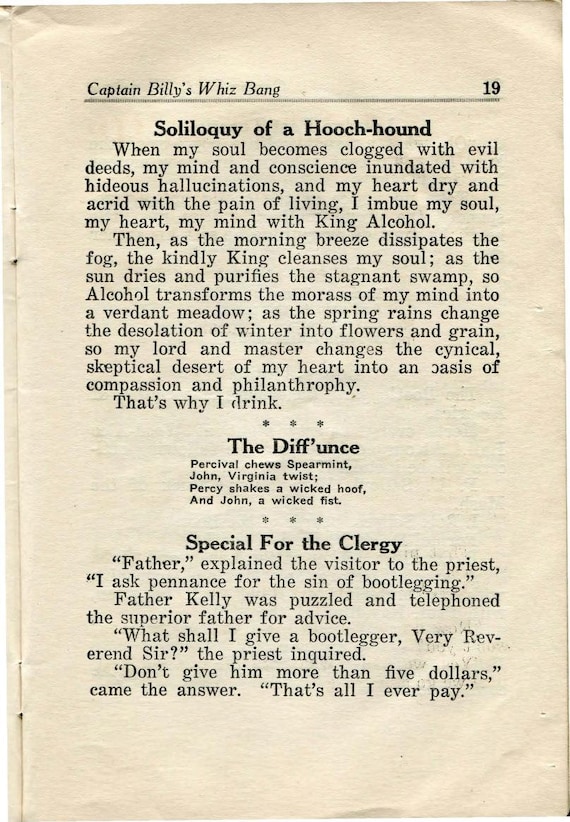 Captain Billy's Whiz Bang 19
Soliloquy of a Hooch-hound
When my soul becomes clogged with evil
deeds, my mind and conscience inundated with
hideous hallucinations, and my heart dry and
acrid with the pain of living, I imbue my soul,
my heart, my mind with King Alcohol.
Then, as the morning breeze dissipates the
fog, the kindly King cleanses my soul; as the
sun dries and purifies the stagnant swamp, so
Alcohol transforms the morass of my mind into
a verdant meadow; as the spring rains change
the desolation of winter into flowers and grain,
so my lord and master changes the cynical,
skeptical desert of my heart into an oasis of
compassion and philanthrophy.
That's why I drink.
* * *
The Diff'unce
Percival chews Spearmint,
John, Virginia twist;
Percy shakes a wicked hoof,
And John, a wicked fist.
* * *
Special For the Clergy
"Father," explained the visitor to the priest,
"I ask pennance for the sin of bootlegging."
Father Kelly was puzzled and telephoned
the superior father for advice.
"What shall I give a bootlegger, Very Rev-
erend Sir?" the priest inquired.
"Don't give him more than five dollars,"
came the answer. "That's all I ever pay."